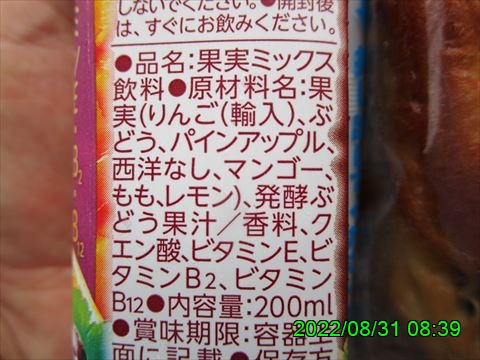 しないでください。●開封後
は、すぐにお飲みください。
●品名:果実ミックス
飲料●原材料名:果
実(りんご(輸入)、ぶ
どう、パインアップル、
西洋なし、マンゴー、
もも、レモン)、発酵ぶ
どう果汁/香料、ク
エン酸、ビタミンE、ビ
タミンB2、ビタミン
B12●内容量:200ml
●賞味期限:容器上
面に記載●保存方
B2
B12
2022/08/31 08:39